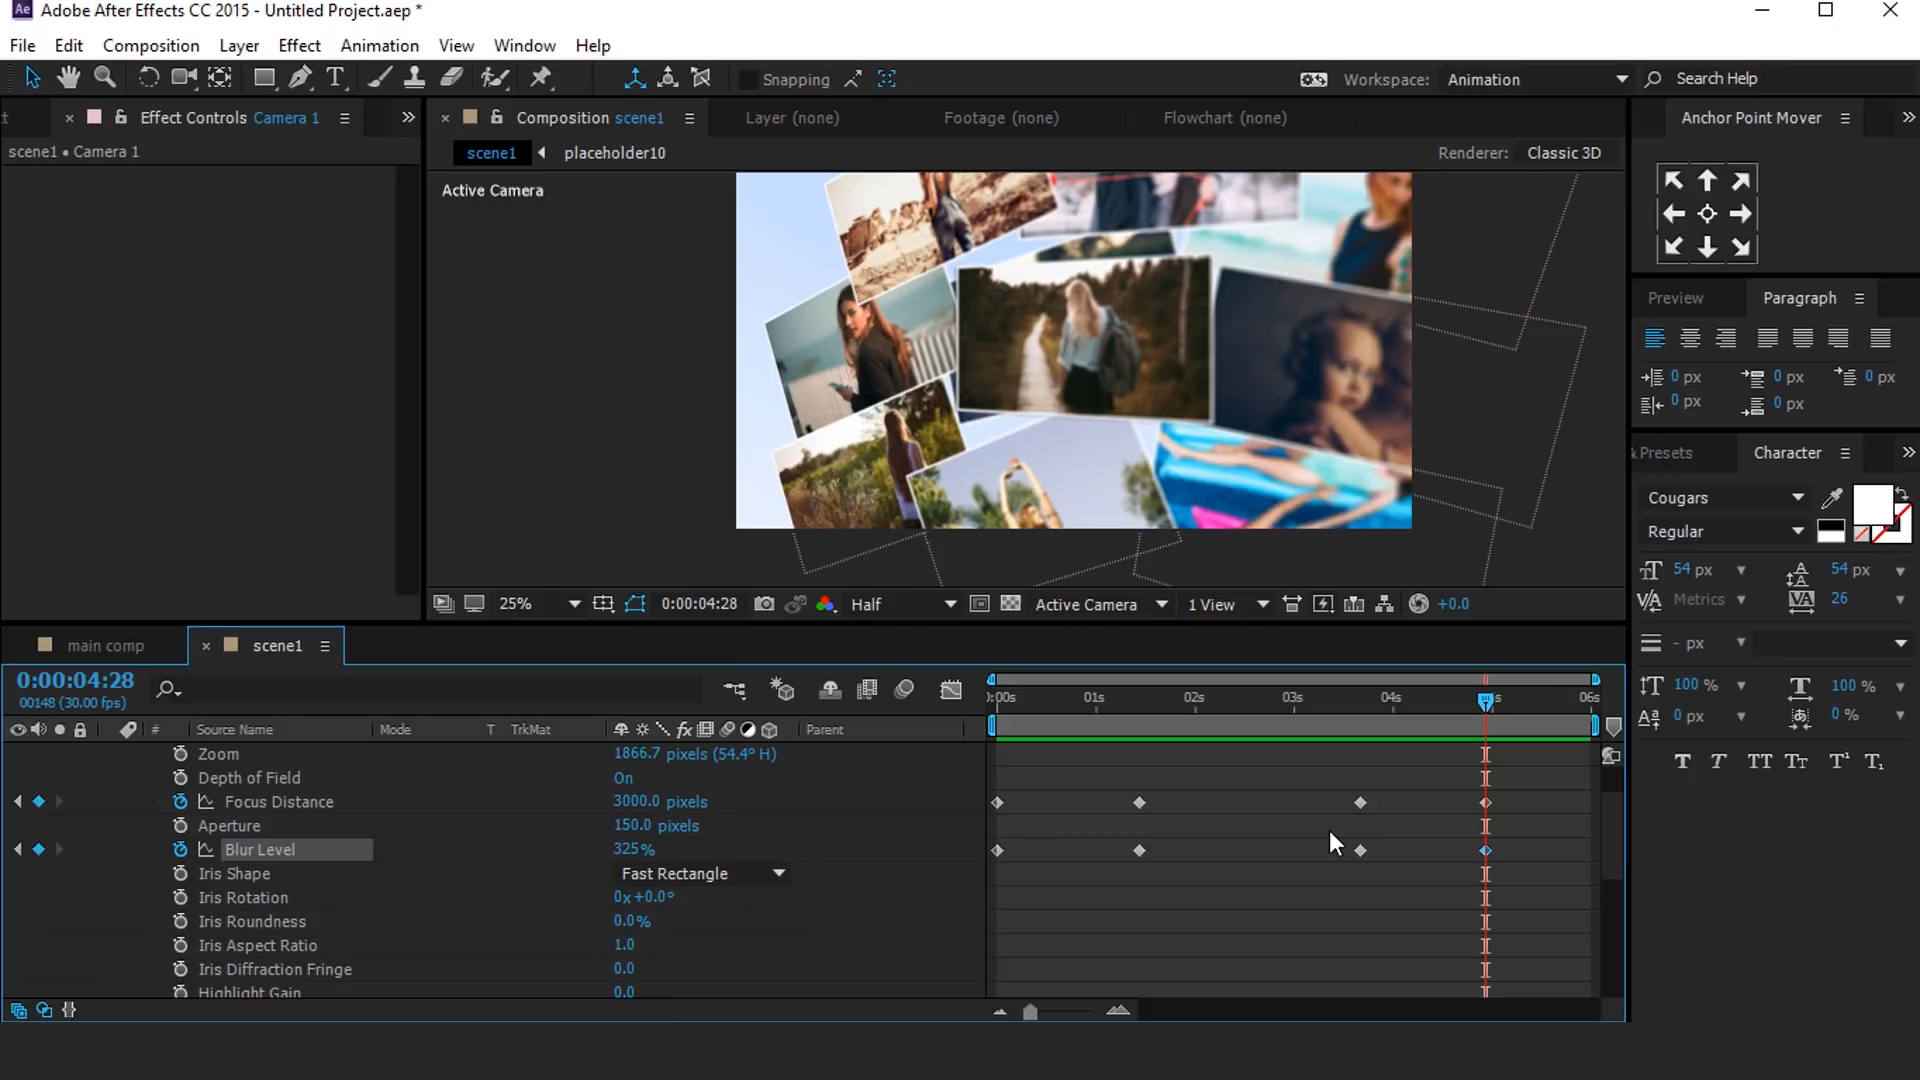 Ae Adobe After Effects CC 2015 - Untitled Project.aep *
File Edit Composition Layer Effect Animation View Window Help
T Snapping Workspace: Animation Search Help
Effect Controls Camera 1 Composition scene1 Layer (none) Footage (none) Flowchart (none) Anchor Point Mover
scene1 • Camera 1 scene1 placeholder10 Renderer: Classic 3D
Active Camera
Preview Paragraph
0 px 0 px 0 px
0 px 0 px
& Presets Character
Cougars
Regular
54 px 54 px
25% 0:00:04:28 Half Active Camera 1 View +0.0
Metrics 26
main comp scene1
- px
0:00:04:28
00148 (30.00 fps)
:00s 01s 02s 03s 04s s 06s
100 % 100 %
0 px 0 %
# Source Name Mode T TrkMat fx Parent
Zoom 1866.7 pixels (54.4° H)
T T TT Tt T¹ T₁
Depth of Field On
Focus Distance 3000.0 pixels
Aperture 150.0 pixels
Blur Level 325%
Iris Shape Fast Rectangle
Iris Rotation 0x+0.0°
Iris Roundness 0.0%
Iris Aspect Ratio 1.0
Iris Diffraction Fringe 0.0
Highlight Gain 0.0